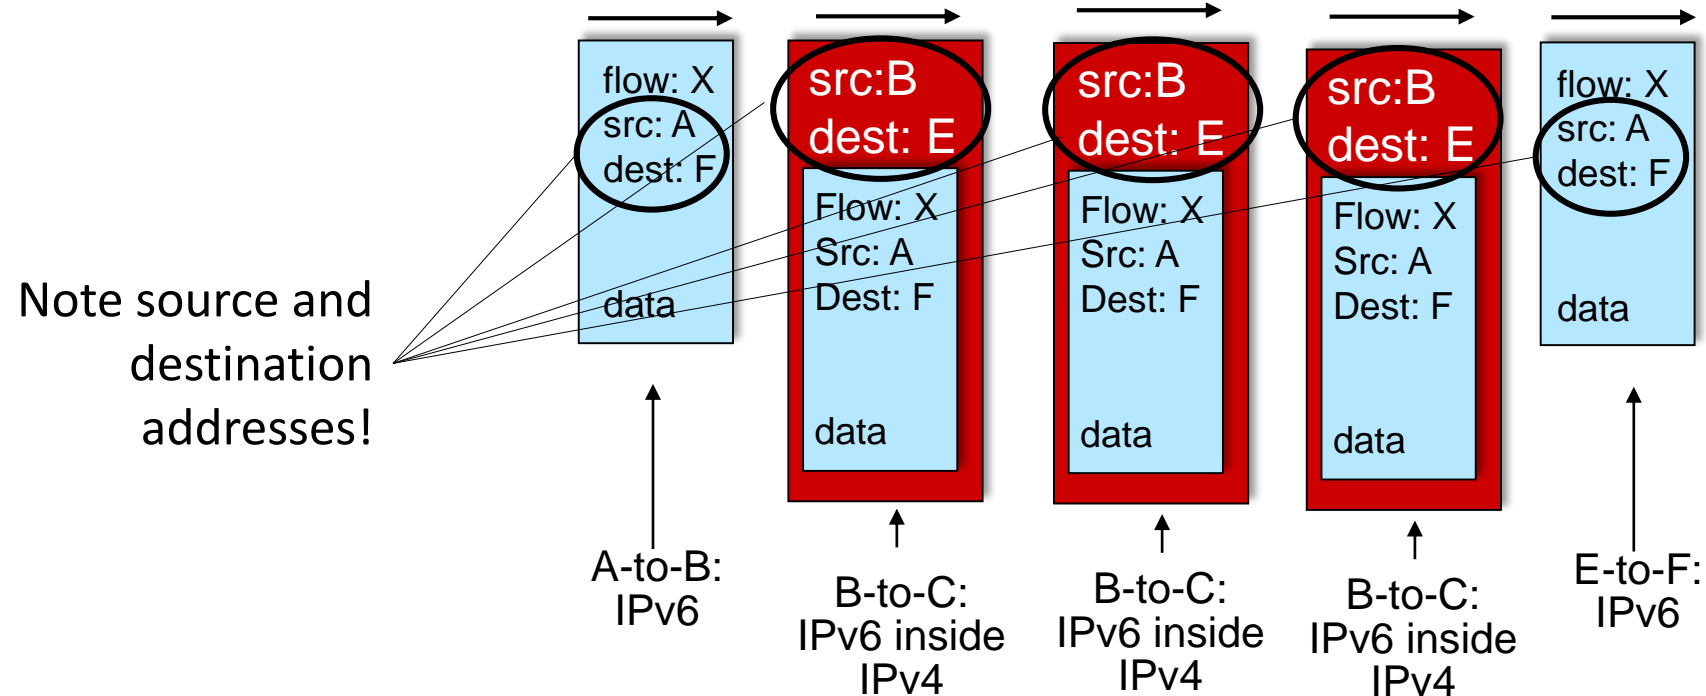 Note source and
destination
addresses!
flow: X
src: A
dest: F
data
A-to-B:
IPv6
src:B
dest: E
Flow: X
Src: A
Dest: F
data
B-to-C:
IPv6 inside
IPv4
src:B
dest: E
Flow: X
Src: A
Dest: F
data
B-to-C:
IPv6 inside
IPv4
src:B
dest: E
Flow: X
Src: A
Dest: F
data
B-to-C:
IPv6 inside
IPv4
flow: X
src: A
dest: F
data
E-to-F:
IPv6